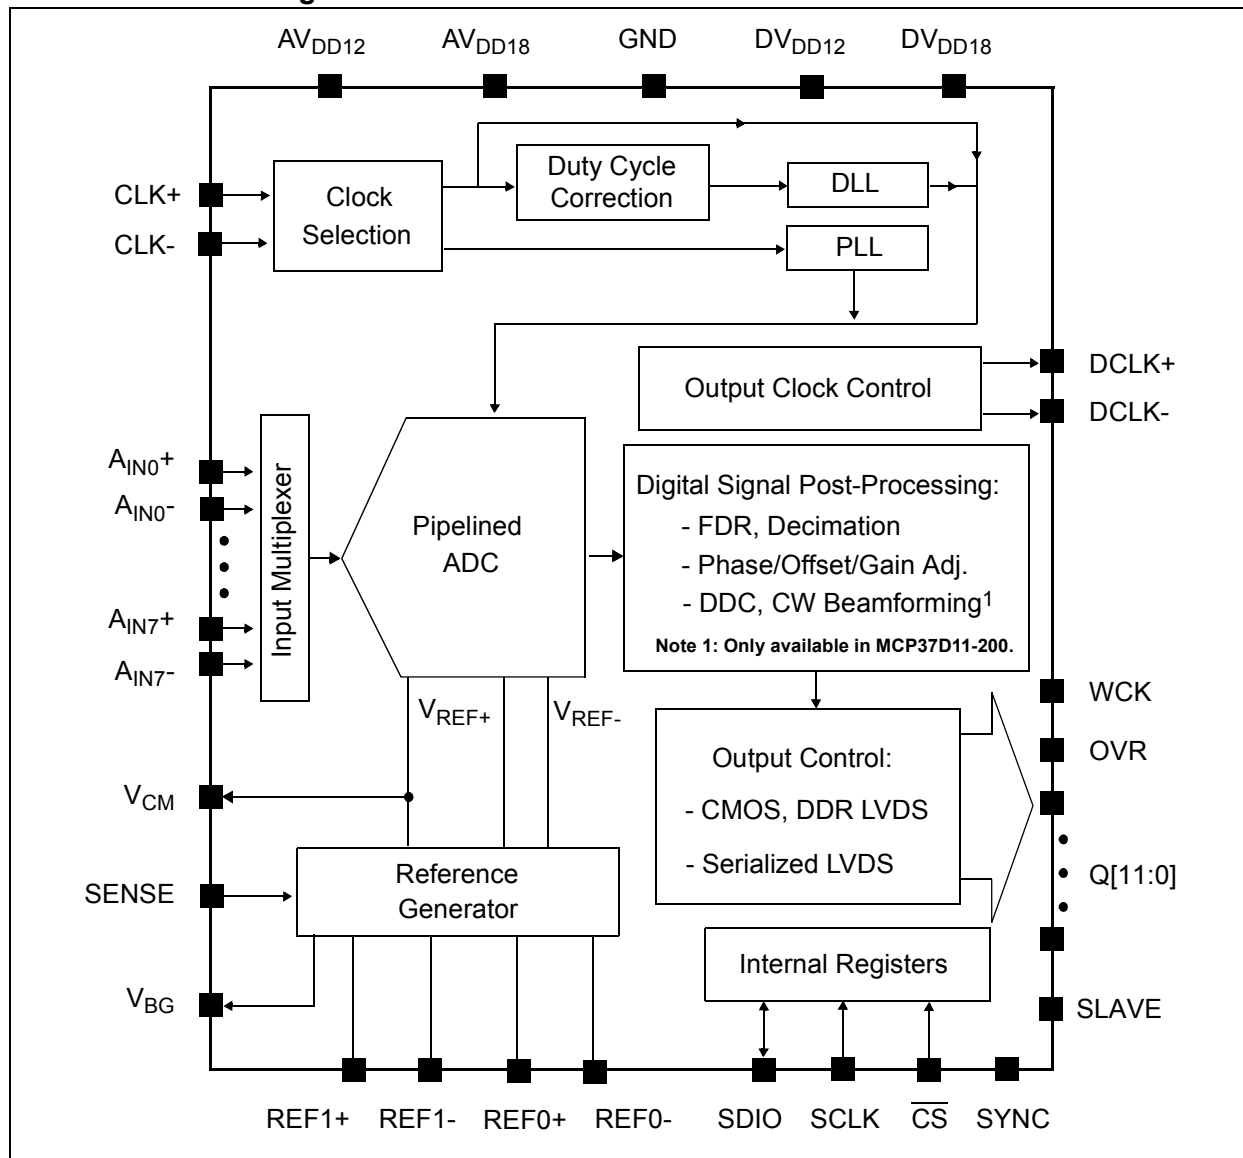 AVDD12 AVDD18 GND DVDD12 DVDD18
CLK+
CLK-
Clock
Selection
Duty Cycle
Correction
DLL
PLL
Output Clock Control
DCLK+
DCLK-
AIN0+
AIN0-
AIN7+
AIN7-
Input Multiplexer
Pipelined
ADC
Digital Signal Post-Processing:
- FDR, Decimation
- Phase/Offset/Gain Adj.
- DDC, CW Beamforming1
Note 1: Only available in MCP37D11-200.
VREF+ VREF-
Output Control:
- CMOS, DDR LVDS
- Serialized LVDS
WCK
OVR
Q[11:0]
SLAVE
VCM
SENSE
VBG
Reference
Generator
Internal Registers
REF1+ REF1- REF0+ REF0- SDIO SCLK CS SYNC